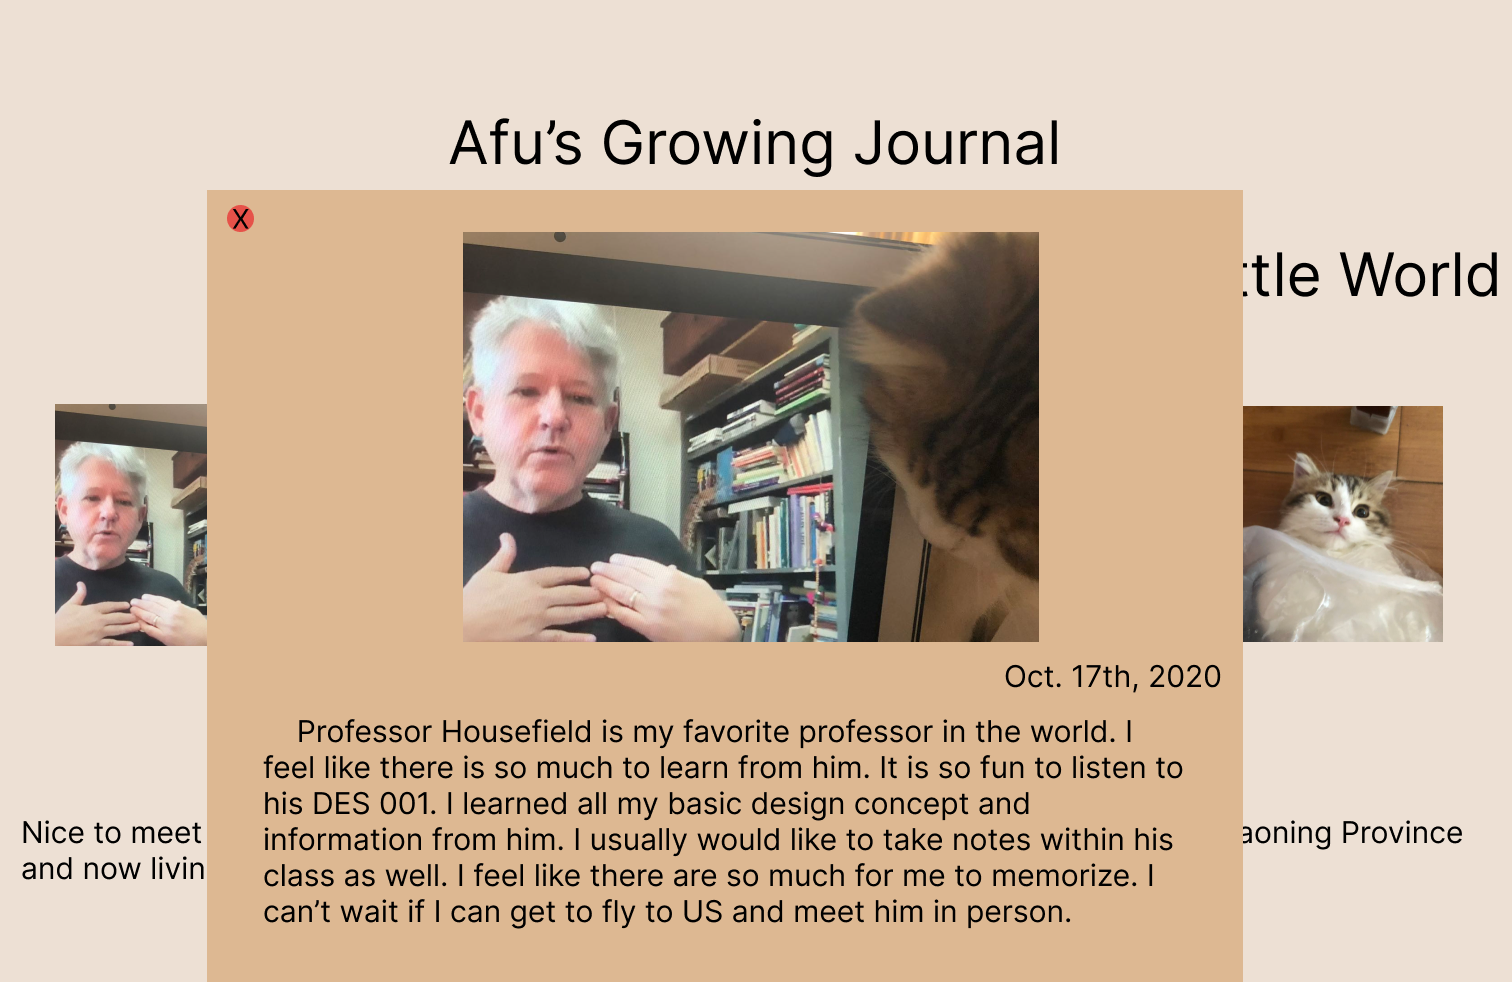 Afu’s Growing Journal
X
ttle World
Oct. 17th, 2020
Professor Housefield is my favorite professor in the world. I
feel like there is so much to learn from him. It is so fun to listen to
his DES 001. I learned all my basic design concept and
information from him. I usually would like to take notes within his
class as well. I feel like there are so much for me to memorize. I
can’t wait if I can get to fly to US and meet him in person.
Nice to meet
and now livin
aoning Province